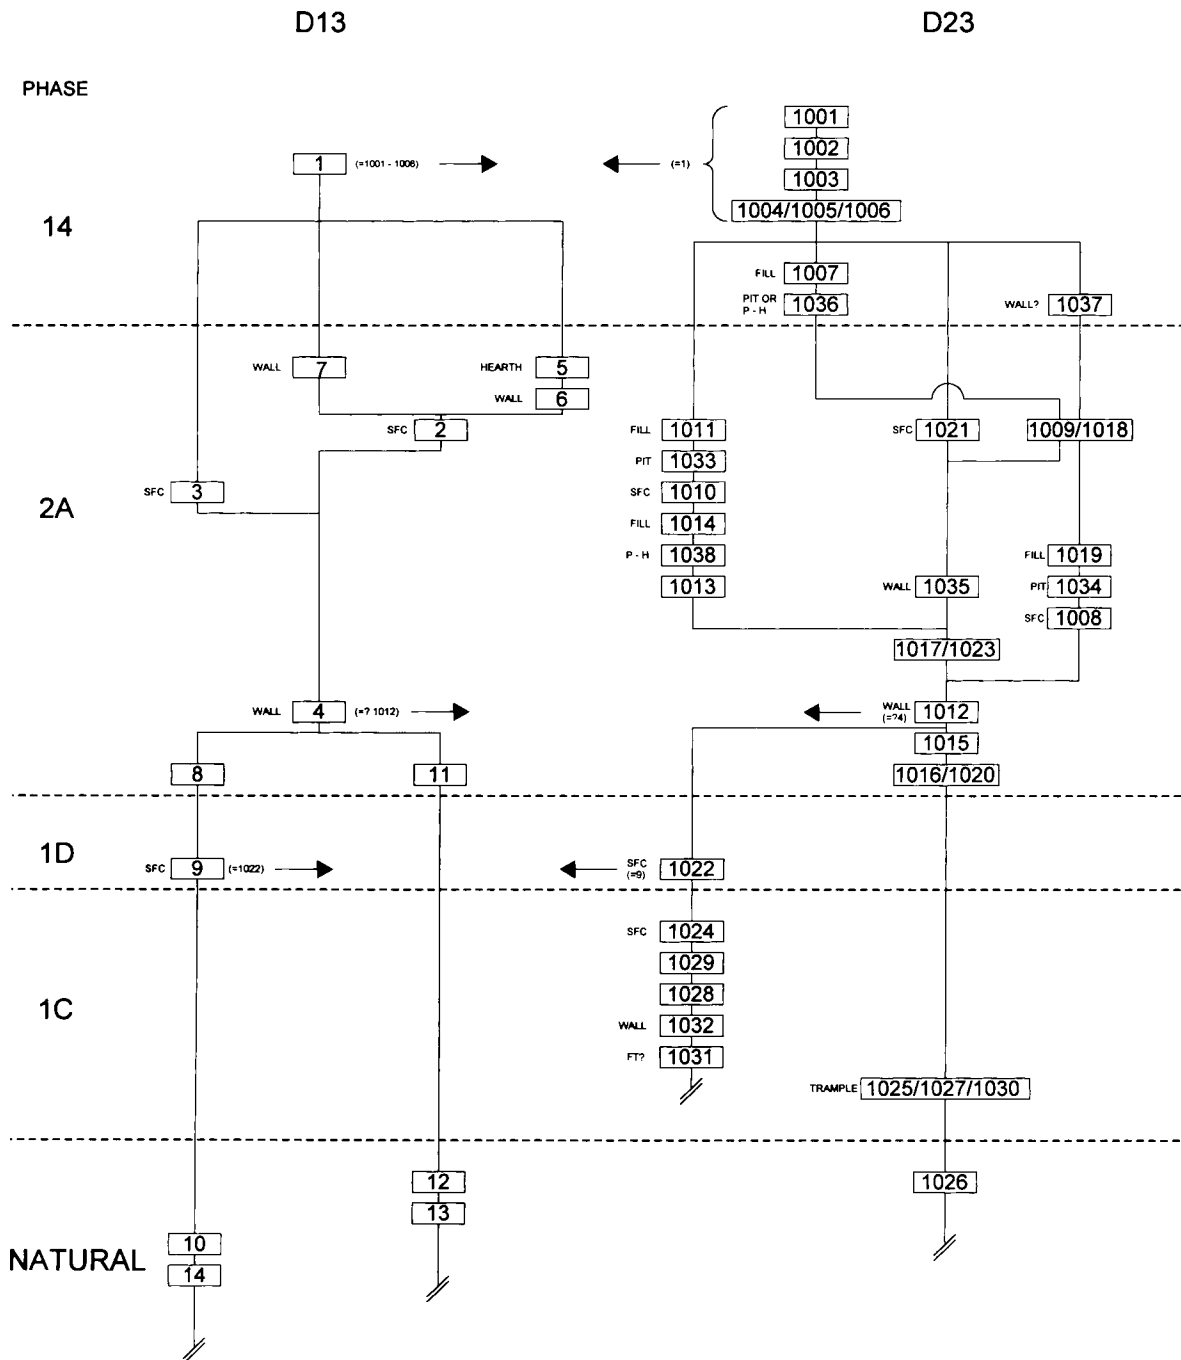 D13 D23
PHASE
1001
1002
1 (=1001 - 1006) (=1)
1003
1004/1005/1006
14
FILL 1007
PIT OR P - H 1036 WALL? 1037
WALL 7 HEARTH 5
WALL 6
SFC 2 FILL 1011 SFC 1021 1009/1018
PIT 1033
SFC 3 SFC 1010
2A
FILL 1014
P - H 1038 FILL 1019
1013 WALL 1035 PIT 1034
SFC 1008
1017/1023
WALL 4 (=? 1012) WALL (=?4) 1012
1015
8 11 1016/1020
1D
SFC 9 (=1022) SFC (=9) 1022
SFC 1024
1029
1028
1C
WALL 1032
FT? 1031
TRAMPLE 1025/1027/1030
12 1026
13
10
NATURAL
14